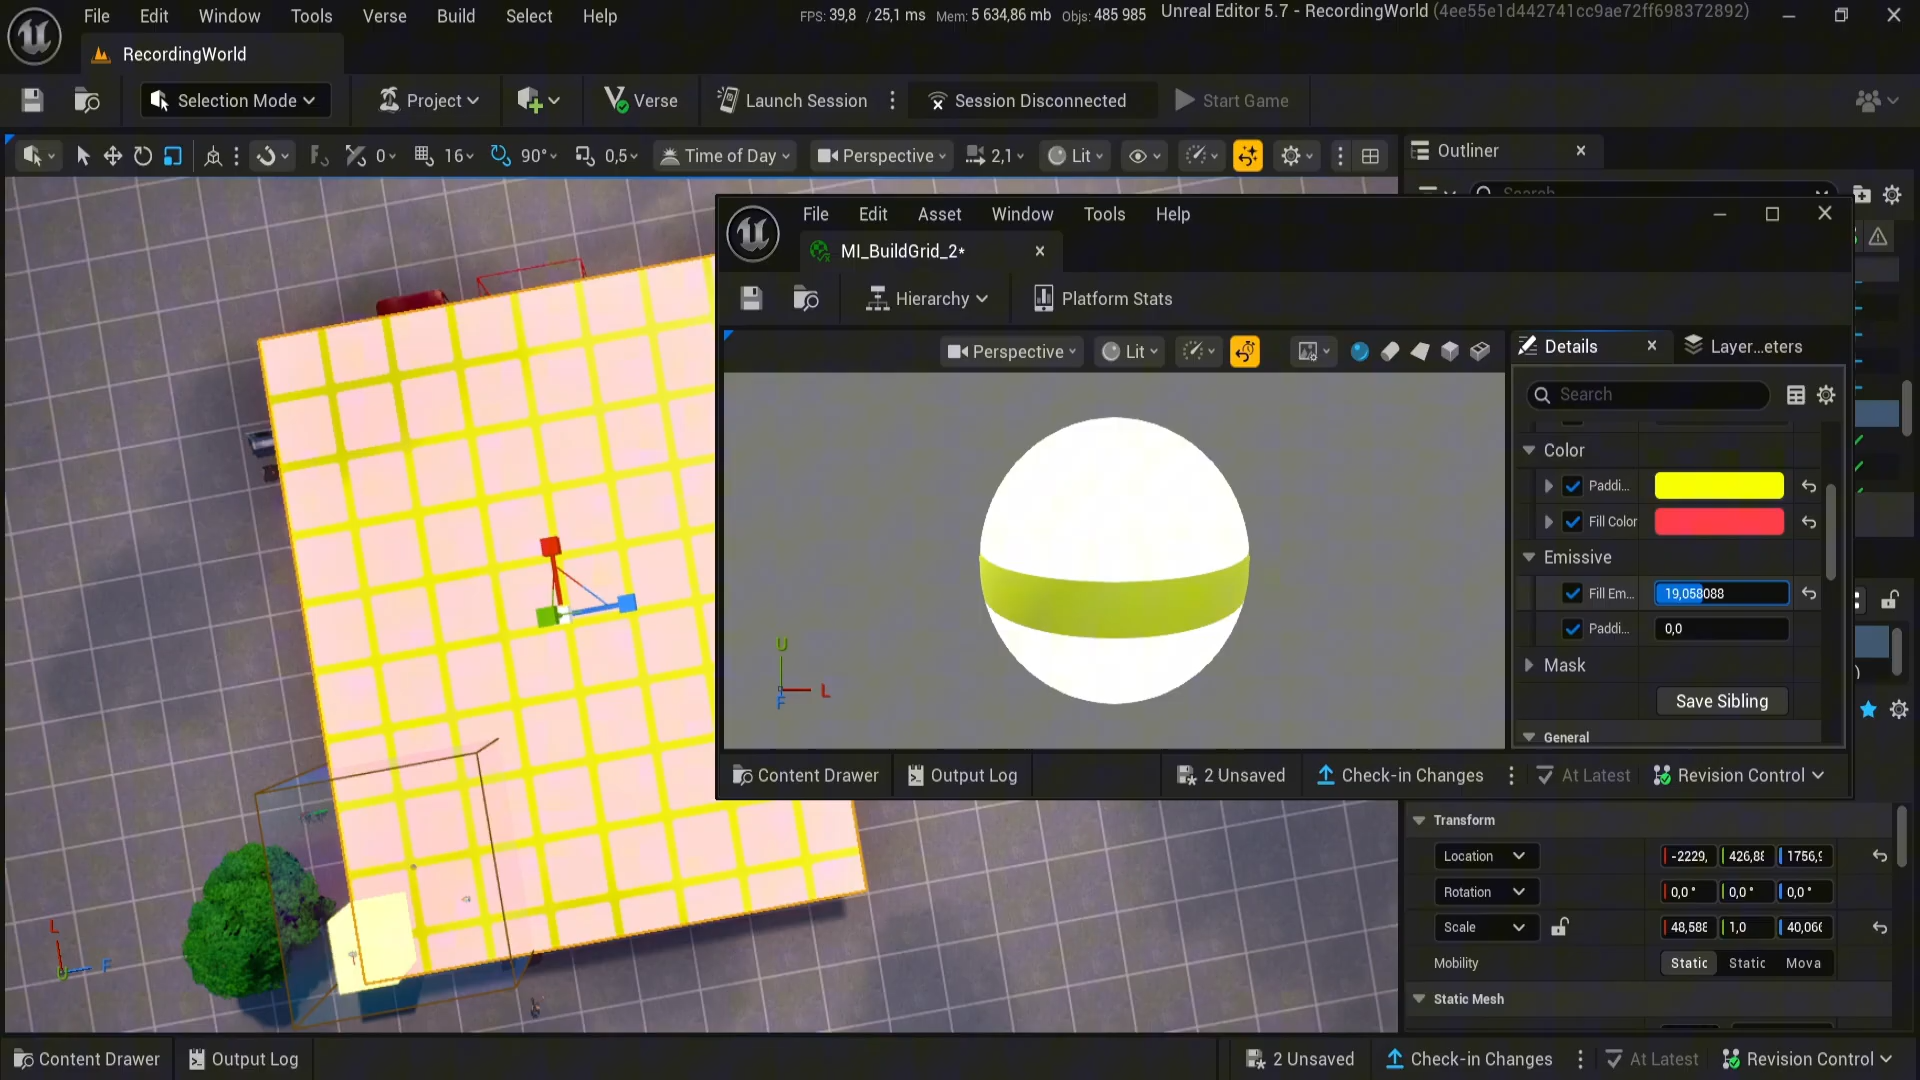 File Edit Window Tools Verse Build Select Help
FPS: 39,8 / 25,1 ms Mem: 5 634,86 mb Objs: 485 985
Unreal Editor 5.7 - RecordingWorld (4ee55e1d442741cc9ae72ff698372892)
RecordingWorld
Selection Mode
Project
Verse
Launch Session
Session Disconnected
Start Game
0
16
90°
0,5
Time of Day
Perspective
2,1
Lit
Outliner
Search
File Edit Asset Window Tools Help
MI_BuildGrid_2*
Hierarchy
Platform Stats
Perspective
Lit
Details
Layer...eters
Search
Color
Paddi...
Fill Color
Emissive
Fill Em... 19,058088
Paddi... 0,0
Mask
Save Sibling
General
U
L
F
Content Drawer
Output Log
2 Unsaved
Check-in Changes
At Latest
Revision Control
Transform
Location -2229, 426,88 1756,9
Rotation 0,0 ° 0,0 ° 0,0 °
Scale 48,588 1,0 40,066
Mobility Static Static Mova
Static Mesh
L
U
F
Content Drawer
Output Log
2 Unsaved
Check-in Changes
At Latest
Revision Control